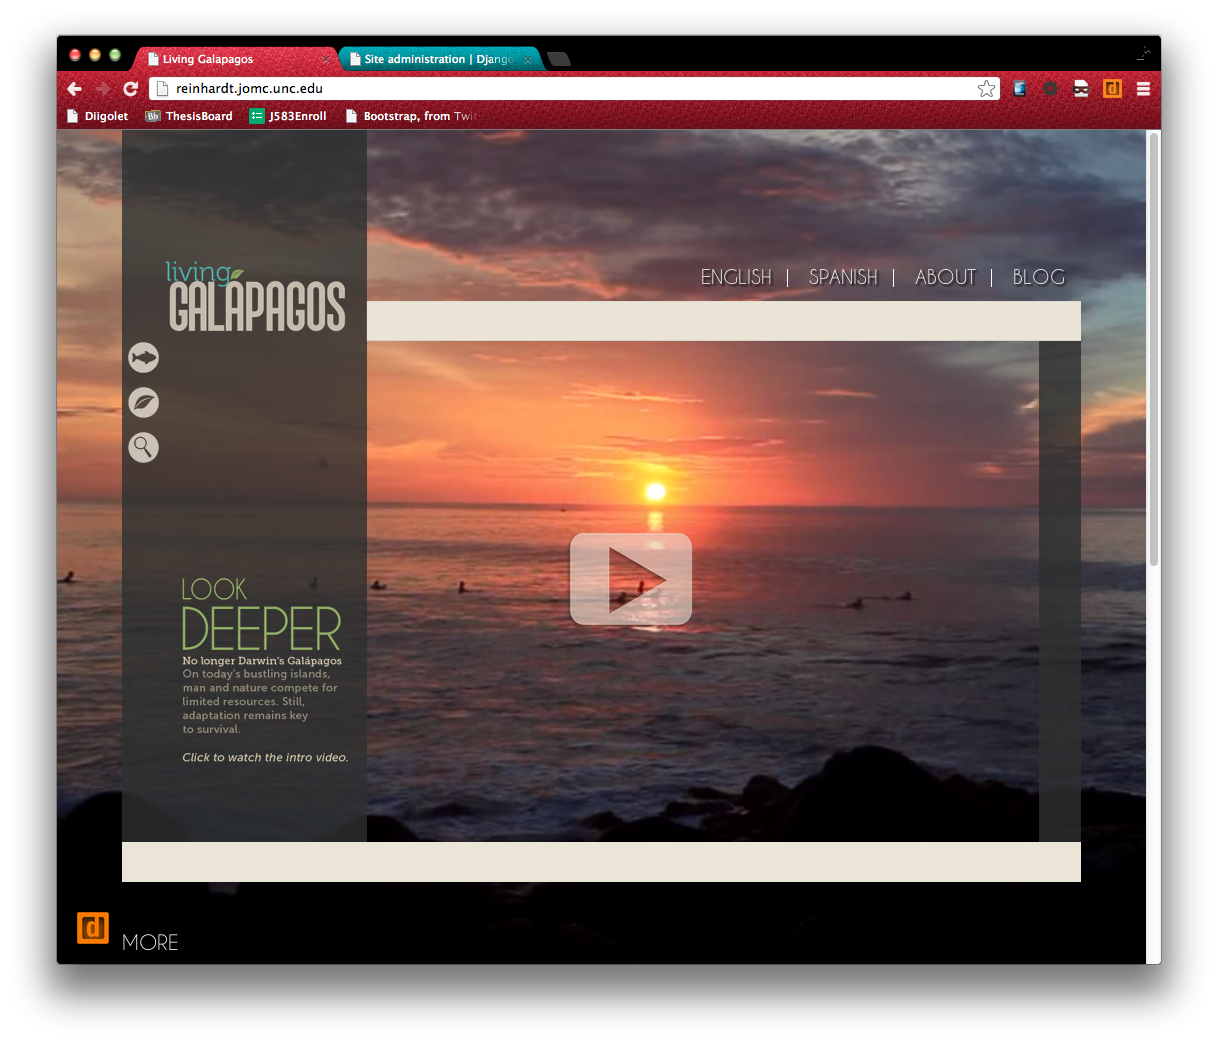 Living Galapagos
Site administration | Django
reinhardt.jomc.unc.edu
Diigolet
Bb ThesisBoard
J583Enroll
Bootstrap, from Twi
living
GALÁPAGOS
ENGLISH | SPANISH | ABOUT | BLOG
LOOK
DEEPER
No longer Darwin's Galápagos
On today's bustling islands,
man and nature compete for
limited resources. Still,
adaptation remains key
to survival.
Click to watch the intro video.
d
MORE